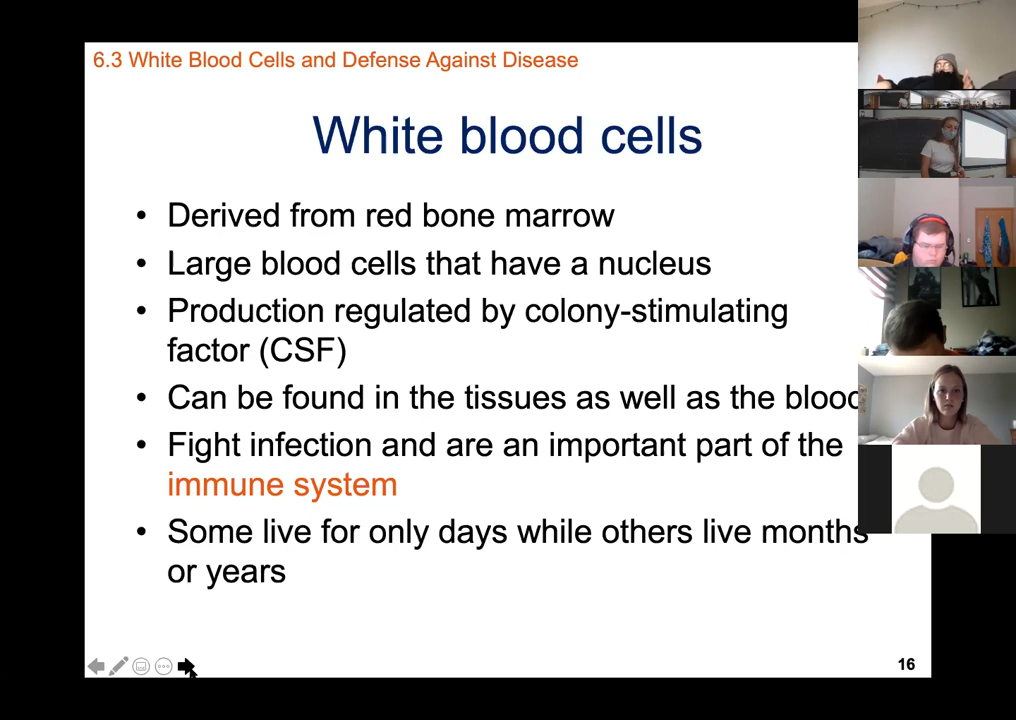 6.3 White Blood Cells and Defense Against Disease
White blood cells
• Derived from red bone marrow
• Large blood cells that have a nucleus
• Production regulated by colony-stimulating
factor (CSF)
• Can be found in the tissues as well as the blood
• Fight infection and are an important part of the
immune system
• Some live for only days while others live months
or years
16